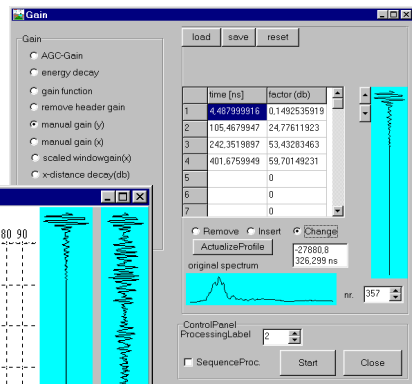 Gain
Gain
load save reset
AGC-Gain
energy decay
gain function
remove header gain
manual gain (y)
manual gain (x)
scaled windowgain(x)
x-distance decay(db)
time [ns] factor (db)
1 4,487999916 0,1492535919
2 105,4679947 24,77611923
3 242,3519897 53,43283463
4 401,6759949 59,70149231
5 0
6 0
7 0
Remove Insert Change
ActualizeProfile
-27880,8
326,299 ns
original spectrum
nr. 357
80 90
ControlPanel
ProcessingLabel 2
SequenceProc. Start Close